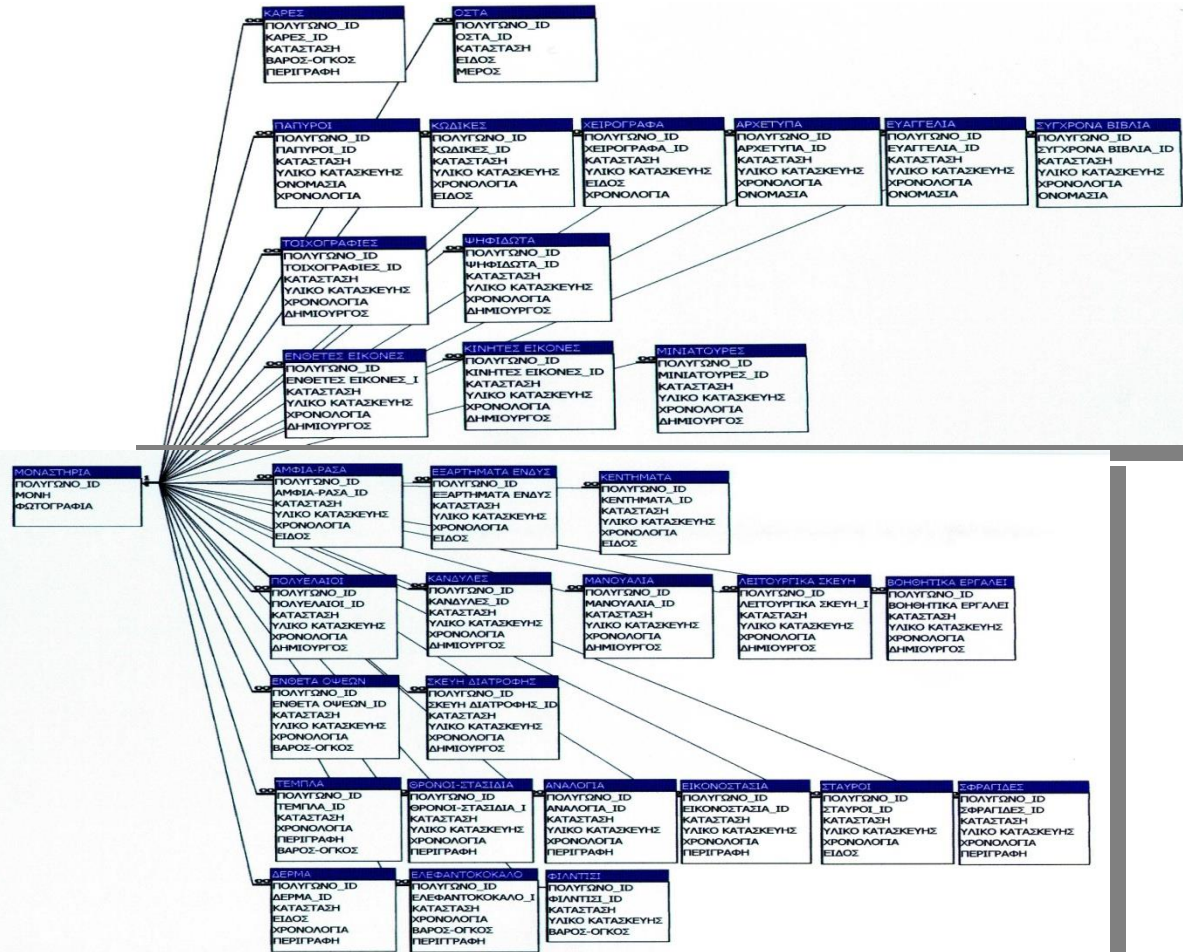 ΚΑΡΕΣ
ΠΟΛΥΓΩΝΟ_ID
ΚΑΡΕΣ_ID
ΚΑΤΑΣΤΑΣΗ
ΒΑΡΟΣ-ΟΓΚΟΣ
ΠΕΡΙΓΡΑΦΗ
ΟΣΤΑ
ΠΟΛΥΓΩΝΟ_ID
ΟΣΤΑ_ID
ΚΑΤΑΣΤΑΣΗ
ΕΙΔΟΣ
ΜΕΡΟΣ
ΠΑΠΥΡΟΙ
ΠΟΛΥΓΩΝΟ_ID
ΠΑΠΥΡΟΙ_ID
ΚΑΤΑΣΤΑΣΗ
ΥΛΙΚΟ ΚΑΤΑΣΚΕΥΗΣ
ΟΝΟΜΑΣΙΑ
ΧΡΟΝΟΛΟΓΙΑ
ΚΩΔΙΚΕΣ
ΠΟΛΥΓΩΝΟ_ID
ΚΩΔΙΚΕΣ_ID
ΚΑΤΑΣΤΑΣΗ
ΥΛΙΚΟ ΚΑΤΑΣΚΕΥΗΣ
ΧΡΟΝΟΛΟΓΙΑ
ΕΙΔΟΣ
ΧΕΙΡΟΓΡΑΦΑ
ΠΟΛΥΓΩΝΟ_ID
ΧΕΙΡΟΓΡΑΦΑ_ID
ΚΑΤΑΣΤΑΣΗ
ΥΛΙΚΟ ΚΑΤΑΣΚΕΥΗΣ
ΕΙΔΟΣ
ΧΡΟΝΟΛΟΓΙΑ
ΑΡΧΕΤΥΠΑ
ΠΟΛΥΓΩΝΟ_ID
ΑΡΧΕΤΥΠΑ_ID
ΚΑΤΑΣΤΑΣΗ
ΥΛΙΚΟ ΚΑΤΑΣΚΕΥΗΣ
ΧΡΟΝΟΛΟΓΙΑ
ΟΝΟΜΑΣΙΑ
ΕΥΑΓΓΕΛΙΑ
ΠΟΛΥΓΩΝΟ_ID
ΕΥΑΓΓΕΛΙΑ_ID
ΚΑΤΑΣΤΑΣΗ
ΥΛΙΚΟ ΚΑΤΑΣΚΕΥΗΣ
ΧΡΟΝΟΛΟΓΙΑ
ΟΝΟΜΑΣΙΑ
ΣΥΓΧΡΟΝΑ ΒΙΒΛΙΑ
ΠΟΛΥΓΩΝΟ_ID
ΣΥΓΧΡΟΝΑ ΒΙΒΛΙΑ_ID
ΚΑΤΑΣΤΑΣΗ
ΥΛΙΚΟ ΚΑΤΑΣΚΕΥΗΣ
ΧΡΟΝΟΛΟΓΙΑ
ΟΝΟΜΑΣΙΑ
ΤΟΙΧΟΓΡΑΦΙΕΣ
ΠΟΛΥΓΩΝΟ_ID
ΤΟΙΧΟΓΡΑΦΙΕΣ_ID
ΚΑΤΑΣΤΑΣΗ
ΥΛΙΚΟ ΚΑΤΑΣΚΕΥΗΣ
ΧΡΟΝΟΛΟΓΙΑ
ΔΗΜΙΟΥΡΓΟΣ
ΨΗΦΙΔΩΤΑ
ΠΟΛΥΓΩΝΟ_ID
ΨΗΦΙΔΩΤΑ_ID
ΚΑΤΑΣΤΑΣΗ
ΥΛΙΚΟ ΚΑΤΑΣΚΕΥΗΣ
ΧΡΟΝΟΛΟΓΙΑ
ΔΗΜΙΟΥΡΓΟΣ
ΕΝΘΕΤΕΣ ΕΙΚΟΝΕΣ
ΠΟΛΥΓΩΝΟ_ID
ΕΝΘΕΤΕΣ ΕΙΚΟΝΕΣ_I
ΚΑΤΑΣΤΑΣΗ
ΥΛΙΚΟ ΚΑΤΑΣΚΕΥΗΣ
ΧΡΟΝΟΛΟΓΙΑ
ΔΗΜΙΟΥΡΓΟΣ
ΚΙΝΗΤΕΣ ΕΙΚΟΝΕΣ
ΠΟΛΥΓΩΝΟ_ID
ΚΙΝΗΤΕΣ ΕΙΚΟΝΕΣ_ID
ΚΑΤΑΣΤΑΣΗ
ΥΛΙΚΟ ΚΑΤΑΣΚΕΥΗΣ
ΧΡΟΝΟΛΟΓΙΑ
ΔΗΜΙΟΥΡΓΟΣ
ΜΙΝΙΑΤΟΥΡΕΣ
ΠΟΛΥΓΩΝΟ_ID
ΜΙΝΙΑΤΟΥΡΕΣ_ID
ΚΑΤΑΣΤΑΣΗ
ΥΛΙΚΟ ΚΑΤΑΣΚΕΥΗΣ
ΧΡΟΝΟΛΟΓΙΑ
ΔΗΜΙΟΥΡΓΟΣ
ΜΟΝΑΣΤΗΡΙΑ
ΠΟΛΥΓΩΝΟ_ID
ΜΟΝΗ
ΦΩΤΟΓΡΑΦΙΑ
1
ΑΜΦΙΑ-ΡΑΣΑ
ΠΟΛΥΓΩΝΟ_ID
ΑΜΦΙΑ-ΡΑΣΑ_ID
ΚΑΤΑΣΤΑΣΗ
ΥΛΙΚΟ ΚΑΤΑΣΚΕΥΗΣ
ΧΡΟΝΟΛΟΓΙΑ
ΕΙΔΟΣ
ΕΞΑΡΤΗΜΑΤΑ ΕΝΔΥΣ
ΠΟΛΥΓΩΝΟ_ID
ΕΞΑΡΤΗΜΑΤΑ ΕΝΔΥΣ
ΚΑΤΑΣΤΑΣΗ
ΥΛΙΚΟ ΚΑΤΑΣΚΕΥΗΣ
ΧΡΟΝΟΛΟΓΙΑ
ΕΙΔΟΣ
ΚΕΝΤΗΜΑΤΑ
ΠΟΛΥΓΩΝΟ_ID
ΚΕΝΤΗΜΑΤΑ_ID
ΚΑΤΑΣΤΑΣΗ
ΥΛΙΚΟ ΚΑΤΑΣΚΕΥΗΣ
ΧΡΟΝΟΛΟΓΙΑ
ΕΙΔΟΣ
ΠΟΛΥΕΛΑΙΟΙ
ΠΟΛΥΓΩΝΟ_ID
ΠΟΛΥΕΛΑΙΟΙ_ID
ΚΑΤΑΣΤΑΣΗ
ΥΛΙΚΟ ΚΑΤΑΣΚΕΥΗΣ
ΧΡΟΝΟΛΟΓΙΑ
ΔΗΜΙΟΥΡΓΟΣ
ΚΑΝΔΥΛΕΣ
ΠΟΛΥΓΩΝΟ_ID
ΚΑΝΔΥΛΕΣ_ID
ΚΑΤΑΣΤΑΣΗ
ΥΛΙΚΟ ΚΑΤΑΣΚΕΥΗΣ
ΧΡΟΝΟΛΟΓΙΑ
ΔΗΜΙΟΥΡΓΟΣ
ΜΑΝΟΥΑΛΙΑ
ΠΟΛΥΓΩΝΟ_ID
ΜΑΝΟΥΑΛΙΑ_ID
ΚΑΤΑΣΤΑΣΗ
ΥΛΙΚΟ ΚΑΤΑΣΚΕΥΗΣ
ΧΡΟΝΟΛΟΓΙΑ
ΔΗΜΙΟΥΡΓΟΣ
ΛΕΙΤΟΥΡΓΙΚΑ ΣΚΕΥΗ
ΠΟΛΥΓΩΝΟ_ID
ΛΕΙΤΟΥΡΓΙΚΑ ΣΚΕΥΗ_I
ΚΑΤΑΣΤΑΣΗ
ΥΛΙΚΟ ΚΑΤΑΣΚΕΥΗΣ
ΧΡΟΝΟΛΟΓΙΑ
ΔΗΜΙΟΥΡΓΟΣ
ΒΟΗΘΗΤΙΚΑ ΕΡΓΑΛΕΙ
ΠΟΛΥΓΩΝΟ_ID
ΒΟΗΘΗΤΙΚΑ ΕΡΓΑΛΕΙ
ΚΑΤΑΣΤΑΣΗ
ΥΛΙΚΟ ΚΑΤΑΣΚΕΥΗΣ
ΧΡΟΝΟΛΟΓΙΑ
ΔΗΜΙΟΥΡΓΟΣ
ΕΝΘΕΤΑ ΟΨΕΩΝ
ΠΟΛΥΓΩΝΟ_ID
ΕΝΘΕΤΑ ΟΨΕΩΝ_ID
ΚΑΤΑΣΤΑΣΗ
ΥΛΙΚΟ ΚΑΤΑΣΚΕΥΗΣ
ΧΡΟΝΟΛΟΓΙΑ
ΒΑΡΟΣ-ΟΓΚΟΣ
ΣΚΕΥΗ ΔΙΑΤΡΟΦΗΣ
ΠΟΛΥΓΩΝΟ_ID
ΣΚΕΥΗ ΔΙΑΤΡΟΦΗΣ_ID
ΚΑΤΑΣΤΑΣΗ
ΥΛΙΚΟ ΚΑΤΑΣΚΕΥΗΣ
ΧΡΟΝΟΛΟΓΙΑ
ΔΗΜΙΟΥΡΓΟΣ
ΤΕΜΠΛΑ
ΠΟΛΥΓΩΝΟ_ID
ΤΕΜΠΛΑ_ID
ΚΑΤΑΣΤΑΣΗ
ΧΡΟΝΟΛΟΓΙΑ
ΠΕΡΙΓΡΑΦΗ
ΒΑΡΟΣ-ΟΓΚΟΣ
ΘΡΟΝΟΙ-ΣΤΑΣΙΔΙΑ
ΠΟΛΥΓΩΝΟ_ID
ΘΡΟΝΟΙ-ΣΤΑΣΙΔΙΑ_I
ΚΑΤΑΣΤΑΣΗ
ΥΛΙΚΟ ΚΑΤΑΣΚΕΥΗΣ
ΧΡΟΝΟΛΟΓΙΑ
ΠΕΡΙΓΡΑΦΗ
ΑΝΑΛΟΓΙΑ
ΠΟΛΥΓΩΝΟ_ID
ΑΝΑΛΟΓΙΑ_ID
ΚΑΤΑΣΤΑΣΗ
ΥΛΙΚΟ ΚΑΤΑΣΚΕΥΗΣ
ΧΡΟΝΟΛΟΓΙΑ
ΠΕΡΙΓΡΑΦΗ
ΕΙΚΟΝΟΣΤΑΣΙΑ
ΠΟΛΥΓΩΝΟ_ID
ΕΙΚΟΝΟΣΤΑΣΙΑ_ID
ΚΑΤΑΣΤΑΣΗ
ΥΛΙΚΟ ΚΑΤΑΣΚΕΥΗΣ
ΧΡΟΝΟΛΟΓΙΑ
ΠΕΡΙΓΡΑΦΗ
ΣΤΑΥΡΟΙ
ΠΟΛΥΓΩΝΟ_ID
ΣΤΑΥΡΟΙ_ID
ΚΑΤΑΣΤΑΣΗ
ΥΛΙΚΟ ΚΑΤΑΣΚΕΥΗΣ
ΧΡΟΝΟΛΟΓΙΑ
ΕΙΔΟΣ
ΣΦΡΑΓΙΔΕΣ
ΠΟΛΥΓΩΝΟ_ID
ΣΦΡΑΓΙΔΕΣ_ID
ΚΑΤΑΣΤΑΣΗ
ΥΛΙΚΟ ΚΑΤΑΣΚΕΥΗΣ
ΧΡΟΝΟΛΟΓΙΑ
ΠΕΡΙΓΡΑΦΗ
ΔΕΡΜΑ
ΠΟΛΥΓΩΝΟ_ID
ΔΕΡΜΑ_ID
ΚΑΤΑΣΤΑΣΗ
ΕΙΔΟΣ
ΧΡΟΝΟΛΟΓΙΑ
ΠΕΡΙΓΡΑΦΗ
ΕΛΕΦΑΝΤΟΚΟΚΑΛΟ
ΠΟΛΥΓΩΝΟ_ID
ΕΛΕΦΑΝΤΟΚΟΚΑΛΟ_I
ΚΑΤΑΣΤΑΣΗ
ΧΡΟΝΟΛΟΓΙΑ
ΒΑΡΟΣ-ΟΓΚΟΣ
ΠΕΡΙΓΡΑΦΗ
ΦΙΛΝΤΙΣΙ
ΠΟΛΥΓΩΝΟ_ID
ΦΙΛΝΤΙΣΙ_ID
ΚΑΤΑΣΤΑΣΗ
ΥΛΙΚΟ ΚΑΤΑΣΚΕΥΗΣ
ΒΑΡΟΣ-ΟΓΚΟΣ